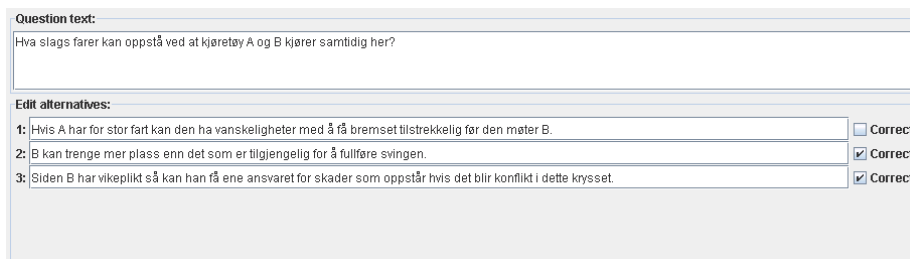 Question text:
Hva slags farer kan oppstå ved at kjøretøy A og B kjører samtidig her?
Edit alternatives:
1: Hvis A har for stor fart kan den ha vanskeligheter med å få bremset tilstrekkelig før den møter B. Correct
2: B kan trenge mer plass enn det som er tilgjengelig for å fullføre svingen. Correct
3: Siden B har vikeplikt så kan han få ene ansvaret for skader som oppstår hvis det blir konflikt i dette krysset. Correct